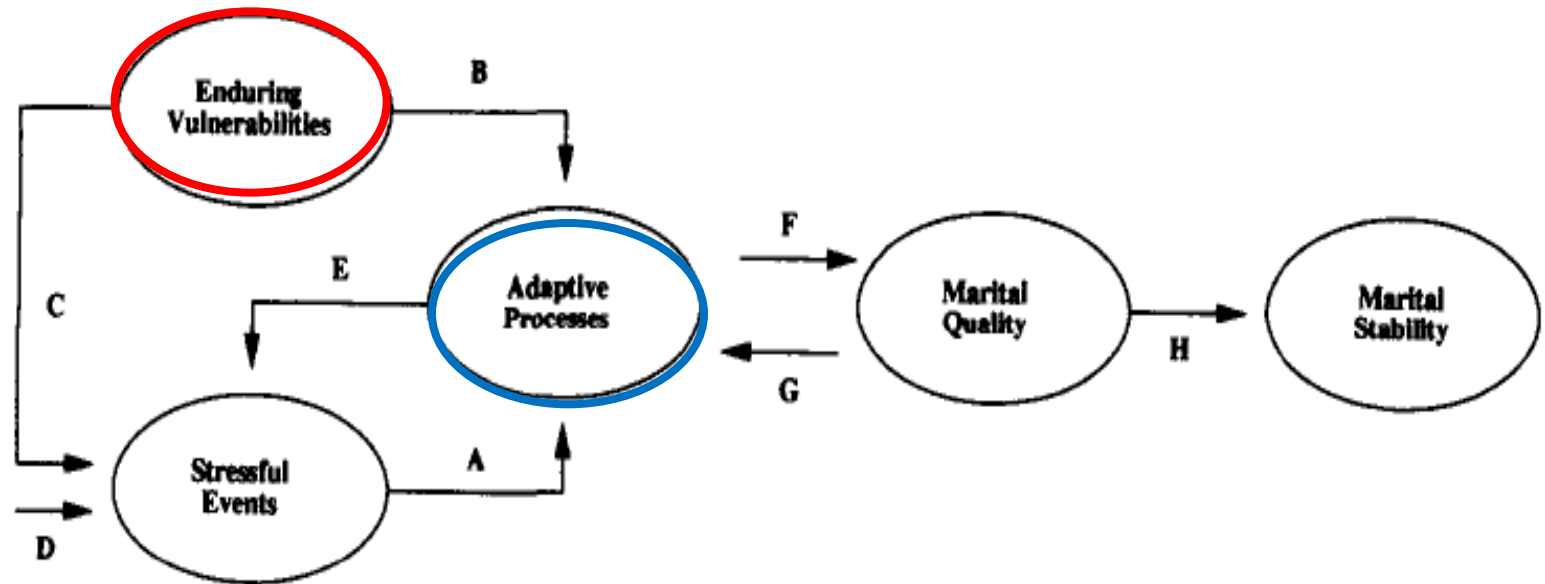 Enduring
Vulnerabilities
B
C
E
Adaptive
Processes
F
G
Marital
Quality
H
Marital
Stability
Stressful
Events
A
D